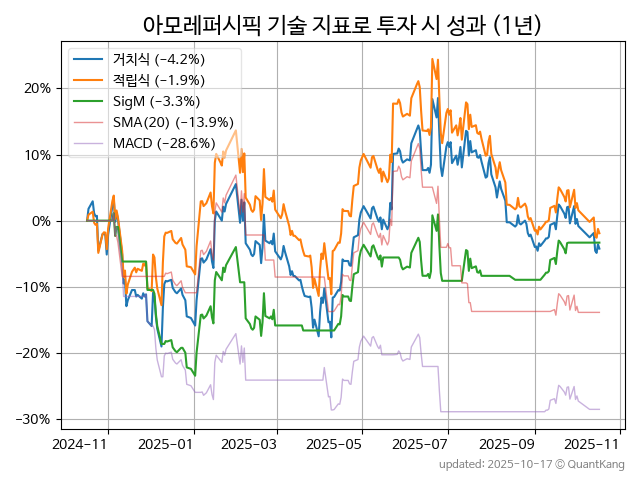 아모레퍼시픽 기술 지표로 투자 시 성과 (1년)
거치식 (−4.2%)
적립식 (−1.9%)
SigM (−3.3%)
SMA(20) (−13.9%)
MACD (−28.6%)
20%
10%
0%
−10%
−20%
−30%
2024-11
2025-01
2025-03
2025-05
2025-07
2025-09
2025-11
updated: 2025-10-17 © QuantKang